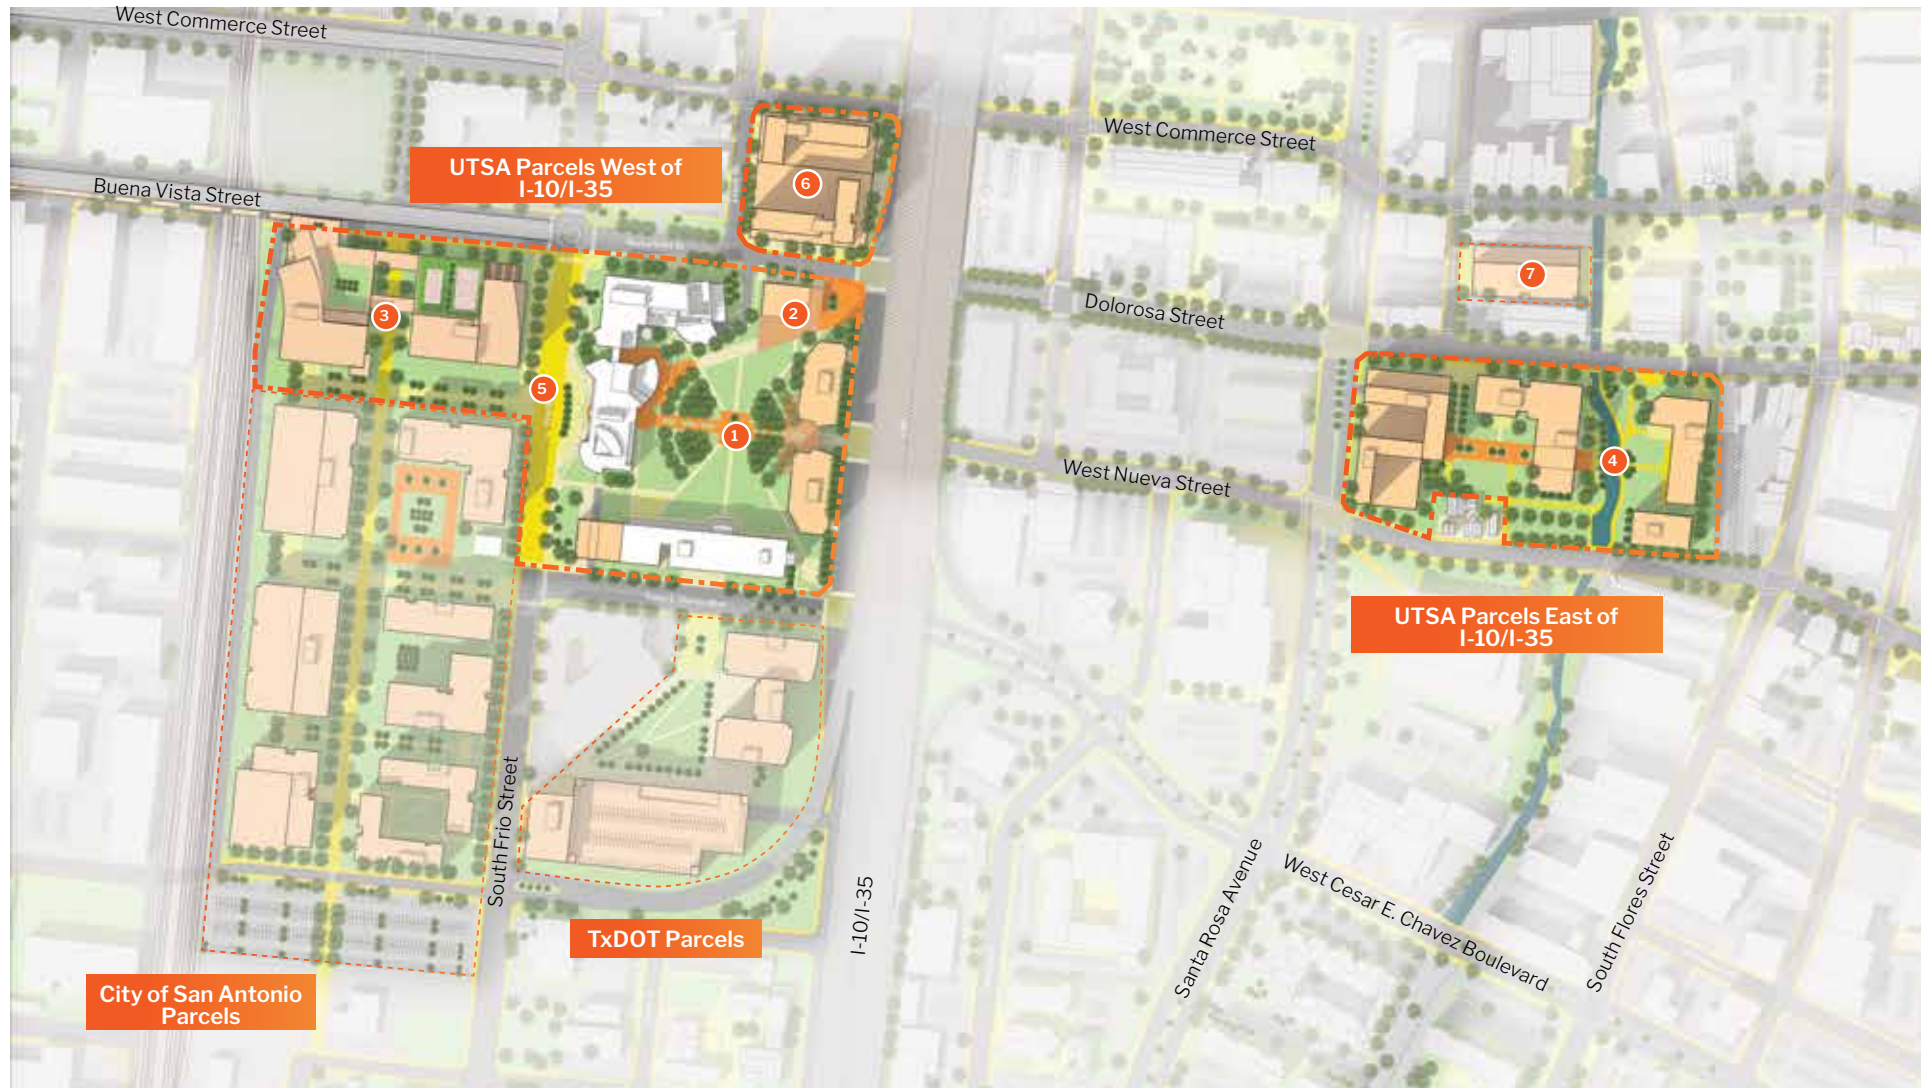 West Commerce Street
West Commerce Street
UTSA Parcels West of
I-10/I-35
6
Buena Vista Street
7
2
3
Dolorosa Street
5
1
4
West Nueva Street
UTSA Parcels East of
I-10/I-35
South Frio Street
I-10/I-35
Santa Rosa Avenue
West Cesar E. Chavez Boulevard
South Flores Street
TxDOT Parcels
City of San Antonio
Parcels